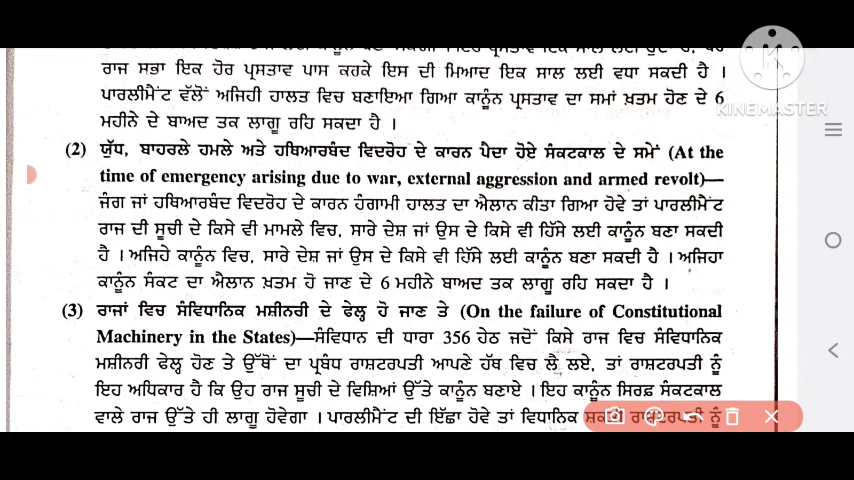 ਰਾਜ ਸਭਾ ਇਕ ਹੋਰ ਪ੍ਰਸਤਾਵ ਪਾਸ ਕਰਕੇ ਇਸ ਦੀ ਮਿਆਦ ਇਕ ਸਾਲ ਲਈ ਵਧਾ ਸਕਦੀ ਹੈ ।
ਪਾਰਲੀਮੈਂਟ ਵੱਲੋਂ ਅਜਿਹੀ ਹਾਲਤ ਵਿਚ ਬਣਾਇਆ ਗਿਆ ਕਾਨੂੰਨ ਪ੍ਰਸਤਾਵ ਦਾ ਸਮਾਂ ਖ਼ਤਮ ਹੋਣ ਦੇ 6
KINEMASTER
ਮਹੀਨੇ ਦੇ ਬਾਅਦ ਤਕ ਲਾਗੂ ਰਹਿ ਸਕਦਾ ਹੈ ।
(2) ਯੁੱਧ, ਬਾਹਰਲੇ ਹਮਲੇ ਅਤੇ ਹਥਿਆਰਬੰਦ ਵਿਦਰੋਹ ਦੇ ਕਾਰਨ ਪੈਦਾ ਹੋਏ ਸੰਕਟਕਾਲ ਦੇ ਸਮੇਂ (At the
time of emergency arising due to war, external aggression and armed revolt)—
ਜੰਗ ਜਾਂ ਹਥਿਆਰਬੰਦ ਵਿਦਰੋਹ ਦੇ ਕਾਰਨ ਹੰਗਾਮੀ ਹਾਲਤ ਦਾ ਐਲਾਨ ਕੀਤਾ ਗਿਆ ਹੋਵੇ ਤਾਂ ਪਾਰਲੀਮੈਂਟ
ਰਾਜ ਦੀ ਸੂਚੀ ਦੇ ਕਿਸੇ ਵੀ ਮਾਮਲੇ ਵਿਚ, ਸਾਰੇ ਦੇਸ਼ ਜਾਂ ਉਸ ਦੇ ਕਿਸੇ ਵੀ ਹਿੱਸੇ ਲਈ ਕਾਨੂੰਨ ਬਣਾ ਸਕਦੀ
ਹੈ । ਅਜਿਹੇ ਕਾਨੂੰਨ ਵਿਚ, ਸਾਰੇ ਦੇਸ਼ ਜਾਂ ਉਸ ਦੇ ਕਿਸੇ ਵੀ ਹਿੱਸੇ ਲਈ ਕਾਨੂੰਨ ਬਣਾ ਸਕਦੀ ਹੈ । ਅਜਿਹਾ
ਕਾਨੂੰਨ ਸੰਕਟ ਦਾ ਐਲਾਨ ਖ਼ਤਮ ਹੋ ਜਾਣ ਦੇ 6 ਮਹੀਨੇ ਬਾਅਦ ਤਕ ਲਾਗੂ ਰਹਿ ਸਕਦਾ ਹੈ ।
(3) ਰਾਜਾਂ ਵਿਚ ਸੰਵਿਧਾਨਿਕ ਮਸ਼ੀਨਰੀ ਦੇ ਫੇਲ੍ਹ ਹੋ ਜਾਣ ਤੇ (On the failure of Constitutional
Machinery in the States)—ਸੰਵਿਧਾਨ ਦੀ ਧਾਰਾ 356 ਹੇਠ ਜਦੋਂ ਕਿਸੇ ਰਾਜ ਵਿਚ ਸੰਵਿਧਾਨਿਕ
ਮਸ਼ੀਨਰੀ ਫੇਲ੍ਹ ਹੋਣ ਤੇ ਉੱਥੋਂ ਦਾ ਪ੍ਰਬੰਧ ਰਾਸ਼ਟਰਪਤੀ ਆਪਣੇ ਹੱਥ ਵਿਚ ਲੈ ਲਏ, ਤਾਂ ਰਾਸ਼ਟਰਪਤੀ ਨੂੰ
ਇਹ ਅਧਿਕਾਰ ਹੈ ਕਿ ਉਹ ਰਾਜ ਸੂਚੀ ਦੇ ਵਿਸ਼ਿਆਂ ਉੱਤੇ ਕਾਨੂੰਨ ਬਣਾਏ । ਇਹ ਕਾਨੂੰਨ ਸਿਰਫ਼ ਸੰਕਟਕਾਲ
ਵਾਲੇ ਰਾਜ ਉੱਤੇ ਹੀ ਲਾਗੂ ਹੋਵੇਗਾ । ਪਾਰਲੀਮੈਂਟ ਦੀ ਇੱਛਾ ਹੋਵੇ ਤਾਂ ਵਿਧਾਨਿਕ